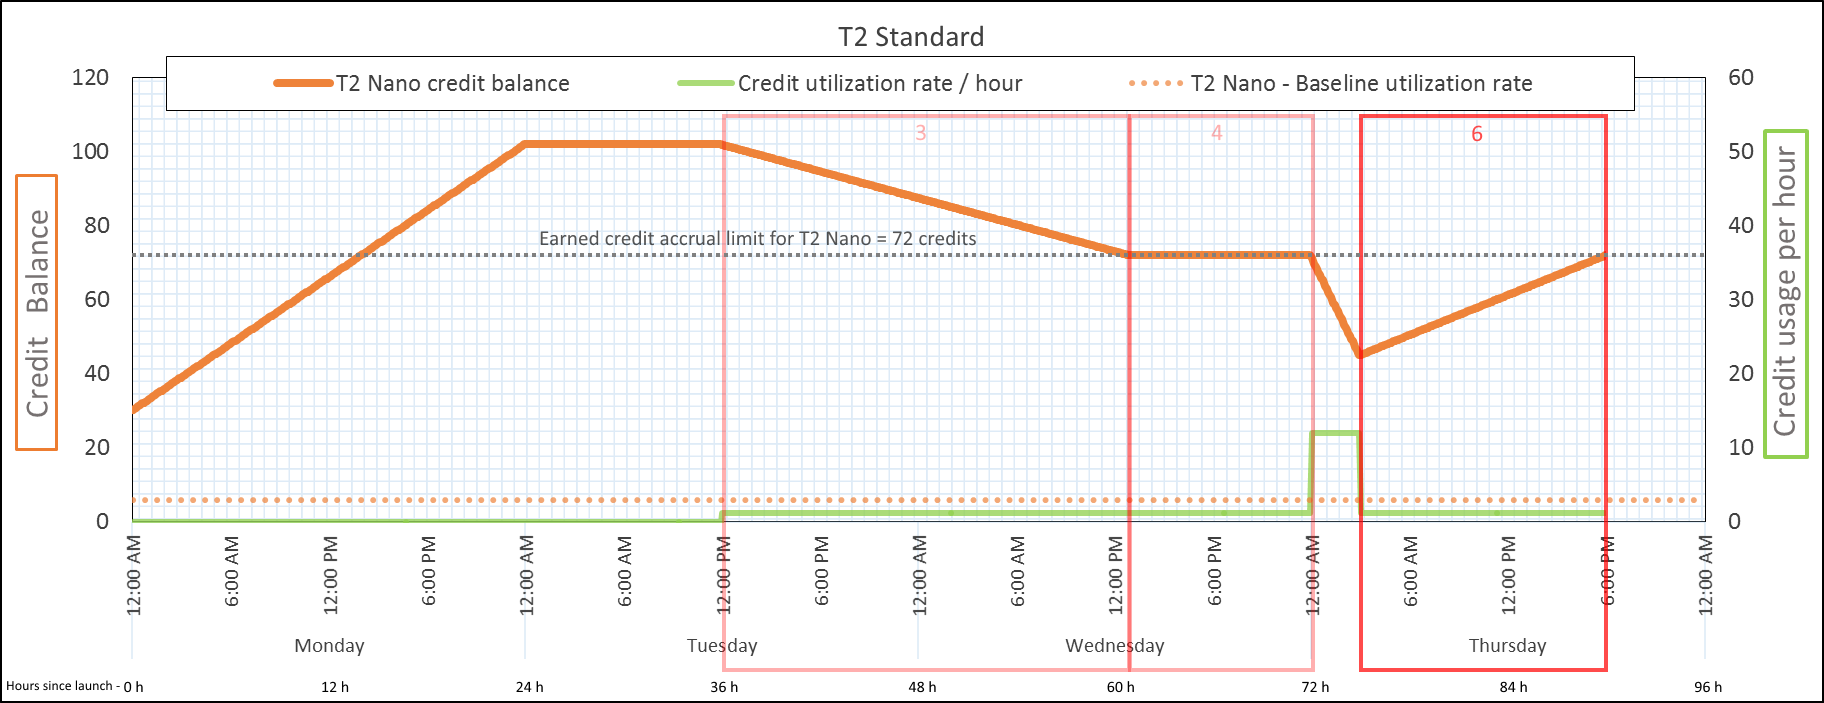 T2 Standard
T2 Nano credit balance
Credit utilization rate / hour
T2 Nano - Baseline utilization rate
120
100
80
60
40
20
0
Credit Balance
60
50
40
30
20
10
0
Credit usage per hour
3
4
6
Earned credit accrual limit for T2 Nano = 72 credits
12:00 AM
6:00 AM
12:00 PM
6:00 PM
12:00 AM
6:00 AM
12:00 PM
6:00 PM
12:00 AM
6:00 AM
12:00 PM
6:00 PM
12:00 AM
6:00 AM
12:00 PM
6:00 PM
12:00 AM
Monday
Tuesday
Wednesday
Thursday
Hours since launch - 0 h
12 h
24 h
36 h
48 h
60 h
72 h
84 h
96 h